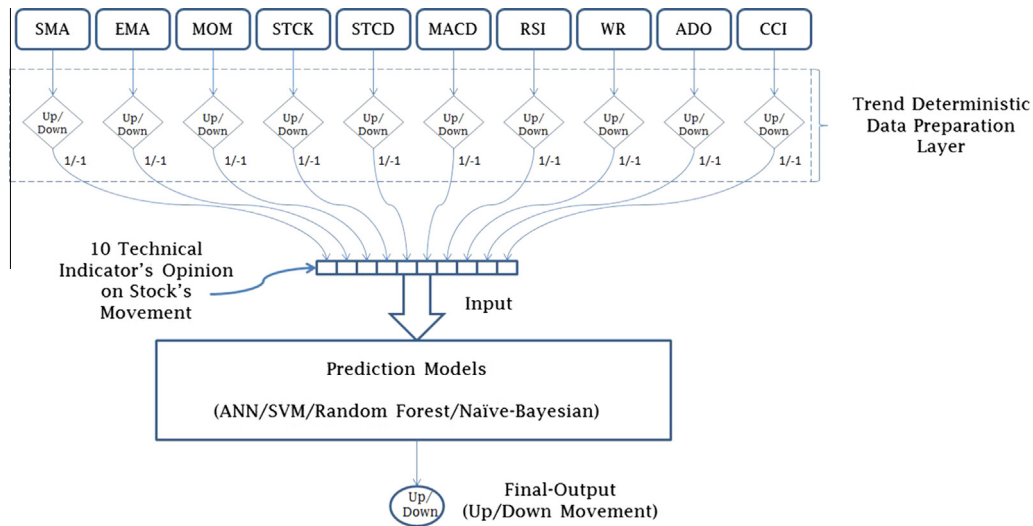 SMA EMA MOM STCK STCD MACD RSI WR ADO CCI
Up/ Up/ Up/ Up/ Up/ Up/ Up/ Up/ Up/ Up/
Down Down Down Down Down Down Down Down Down Down
1/-1 1/-1 1/-1 1/-1 1/-1 1/-1 1/-1 1/-1 1/-1 1/-1
Trend Deterministic
Data Preparation
Layer
10 Technical
Indicator's Opinion
on Stock's
Movement
Input
Prediction Models
(ANN/SVM/Random Forest/Naïve-Bayesian)
Up/
Down
Final-Output
(Up/Down Movement)